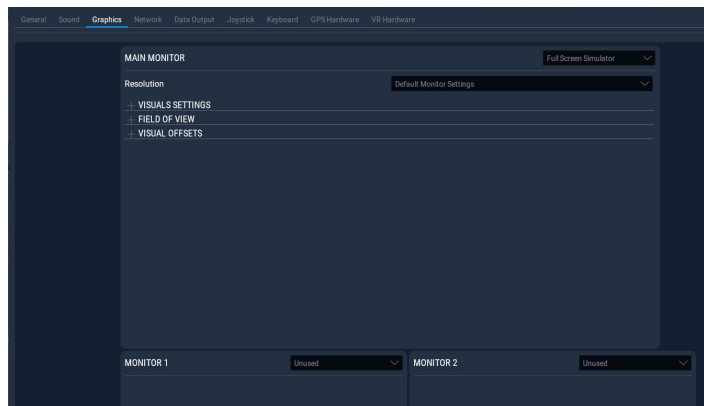 General Sound Graphics Network Data Output Joystick Keyboard GPS Hardware VR Hardware
MAIN MONITOR Full Screen Simulator
Resolution Default Monitor Settings
+ VISUALS SETTINGS
+ FIELD OF VIEW
+ VISUAL OFFSETS
MONITOR 1 Unused MONITOR 2 Unused